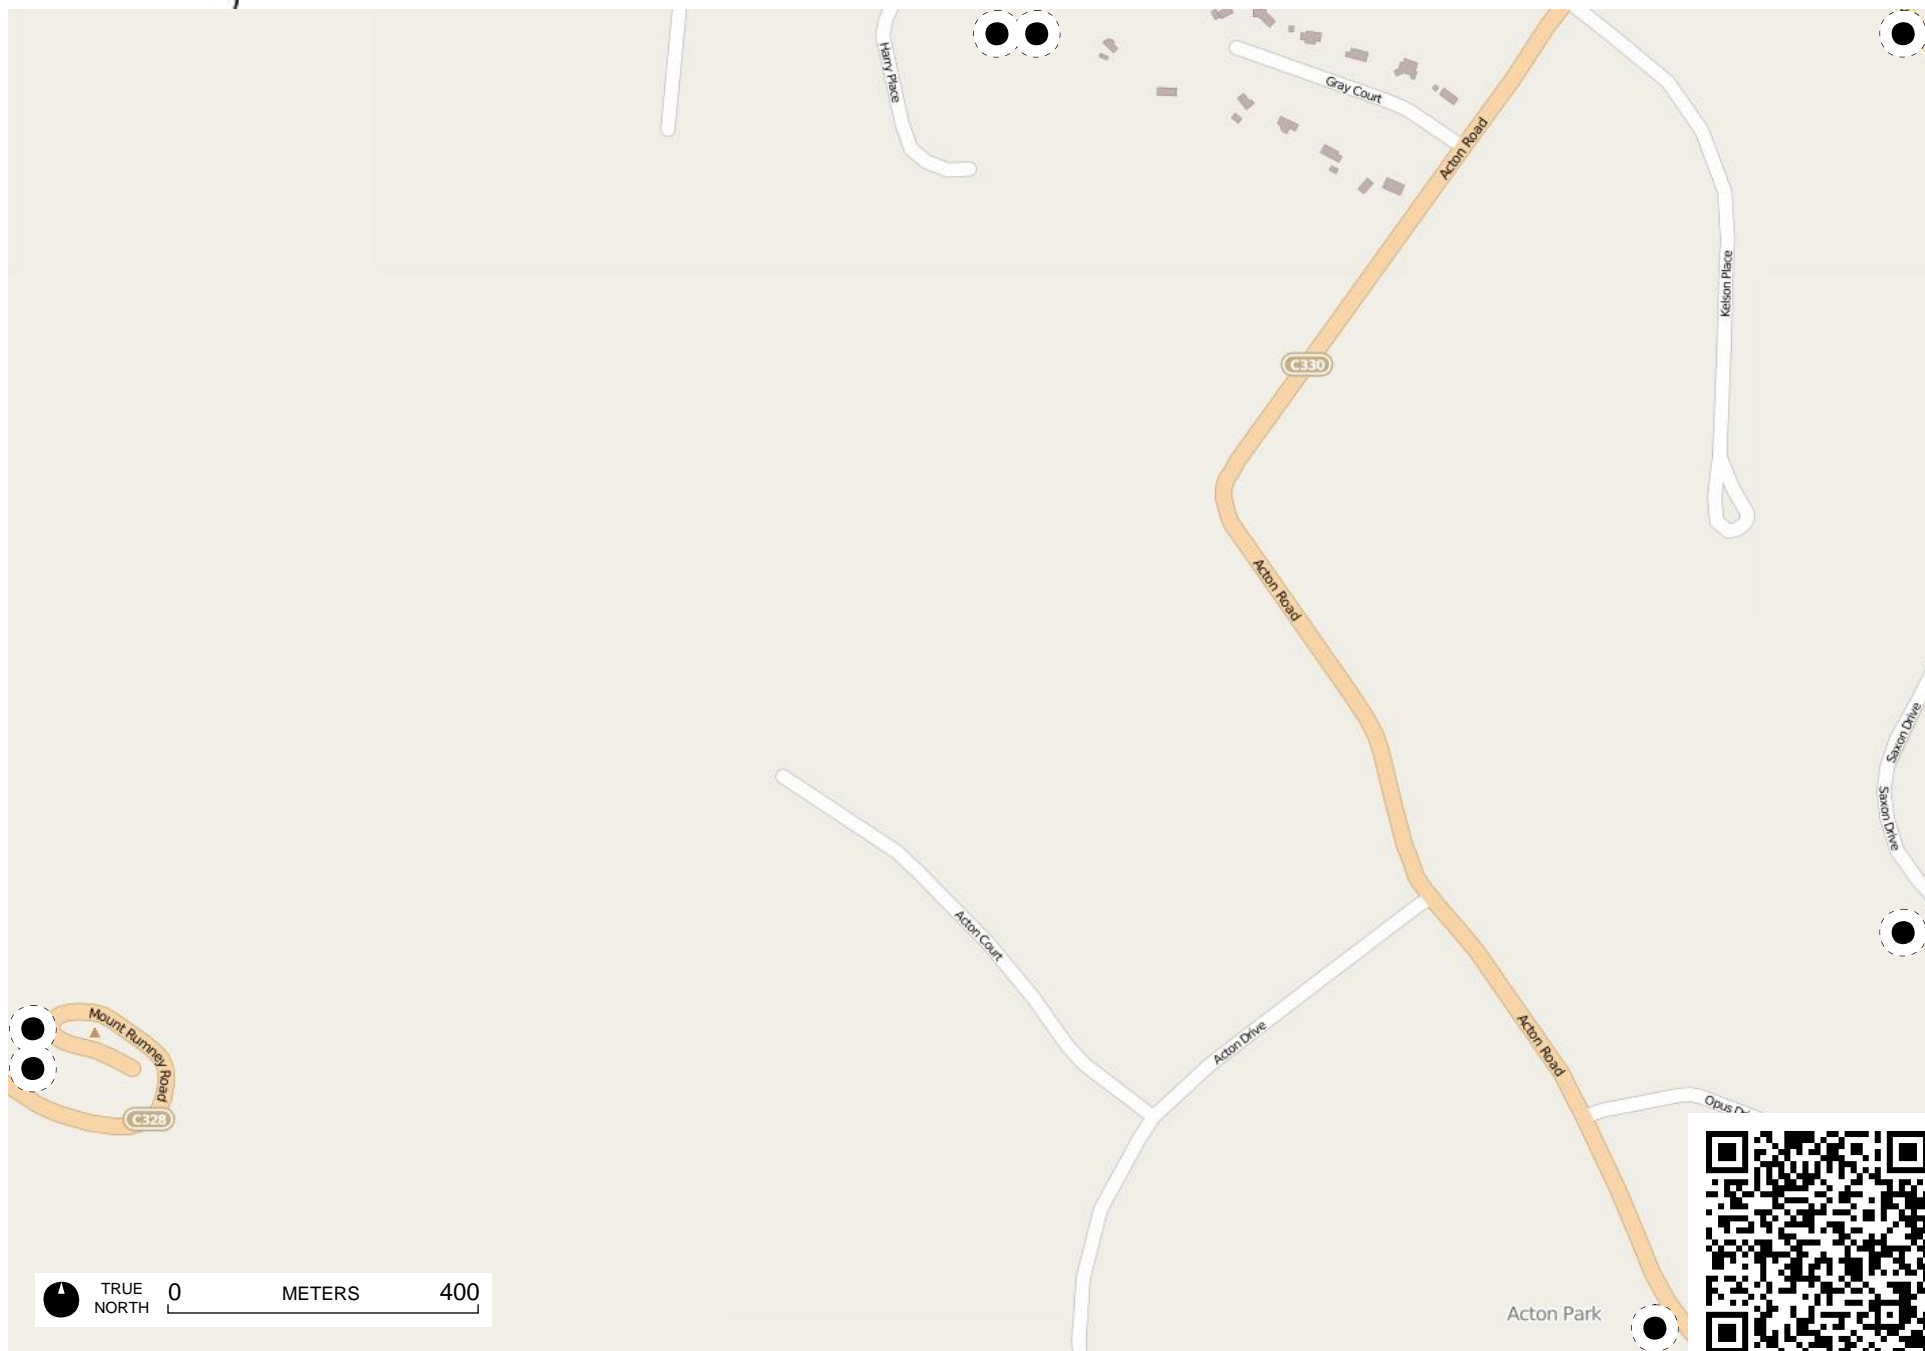 Harry Place
Gray Court
Acton Road
Kelson Place
C330
Acton Road
Saxon Drive
Saxon Drive
Acton Court
Mount Rumney Road
Acton Drive
Acton Road
Opus
C328
TRUE NORTH
0 METERS 400
Acton Park